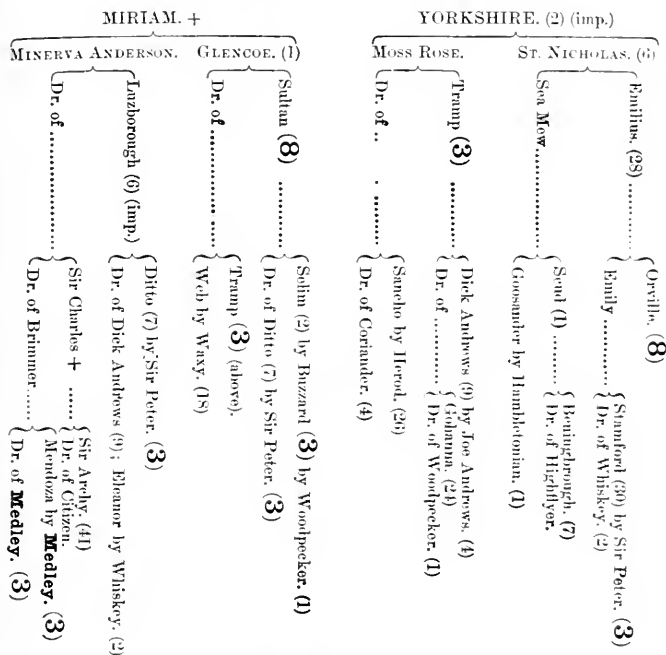 MIRIAM. +
YORKSHIRE. (2) (imp.)
MINERVA ANDERSON.
GLENCOE. (1)
MOSS ROSE.
ST. NICHOLAS. (6)
Emilius. (28) ..........
Sea Mew............
Tramp (3) ........
Dr. of .. . ...........
Sultan (8) ........
Dr. of ................
Luzborough (6) (imp.)
Dr. of ...............
Orville. (8)
Emily ........
Stamford (30) by Sir Peter. (3)
Dr. of Whiskey. (2)
Scud (1) ........
Beningbrough. (7)
Dr. of Highflyer.
Goosander by Hambletonian. (1)
Dick Andrews (9) by Joe Andrews. (4)
Dr. of ............
Gohanna. (24)
Dr. of Woodpecker. (1)
Sancho by Herod. (26)
Dr. of Coriander. (4)
Selim (2) by Buzzard (3) by Woodpecker. (1)
Dr. of Ditto (7) by Sir Peter. (3)
Tramp (3) (above).
Web by Waxy. (18)
Ditto (7) by Sir Peter. (3)
Dr. of Dick Andrews (9); Eleanor by Whiskey. (2)
Sir Charles + ......
Sir Archy. (41)
Dr. of Citizen.
Dr. of Brimmer ......
Mendoza by Medley. (3)
Dr. of Medley. (3)